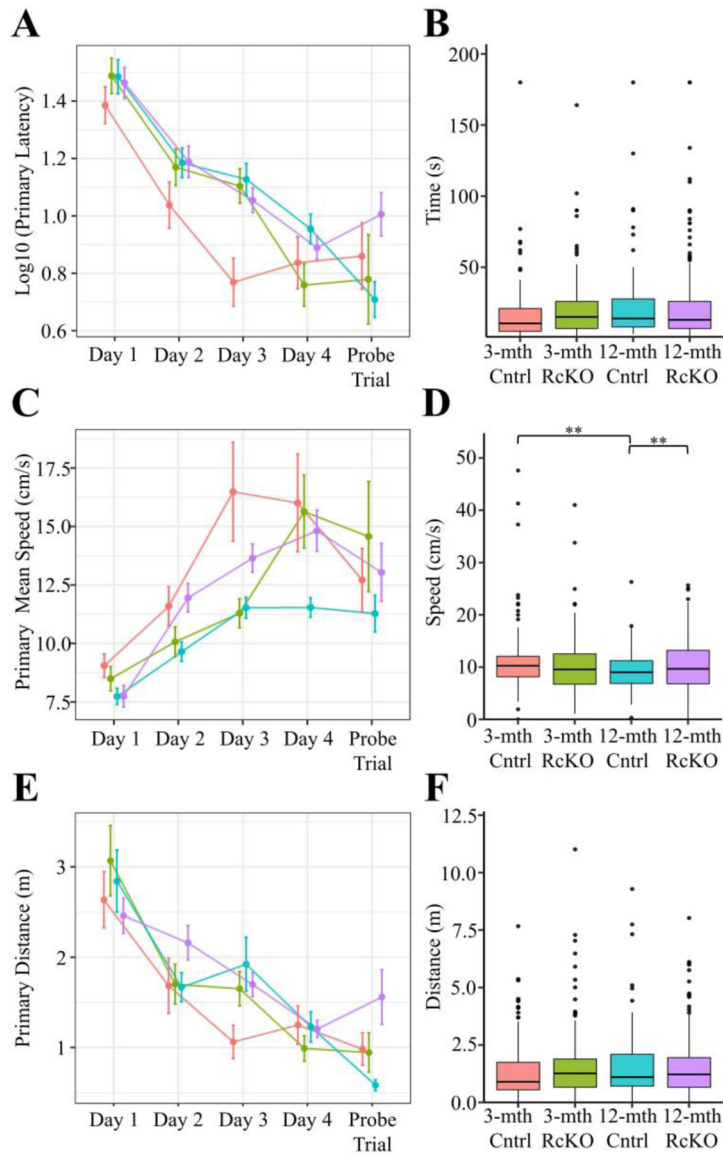 A
Log10 (Primary Latency)
1.4
1.2
1.0
0.8
0.6
Day 1 Day 2 Day 3 Day 4 Probe
Trial
B
Time (s)
200
150
100
50
3-mth 3-mth 12-mth 12-mth
Cntrl RcKO Cntrl RcKO
C
Primary Mean Speed (cm/s)
17.5
15.0
12.5
10.0
7.5
Day 1 Day 2 Day 3 Day 4 Probe
Trial
D
Speed (cm/s)
** **
50
40
30
20
10
0
3-mth 3-mth 12-mth 12-mth
Cntrl RcKO Cntrl RcKO
E
Primary Distance (m)
3
2
1
Day 1 Day 2 Day 3 Day 4 Probe
Trial
F
Distance (m)
12.5
10.0
7.5
5.0
2.5
0.0
3-mth 3-mth 12-mth 12-mth
Cntrl RcKO Cntrl RcKO